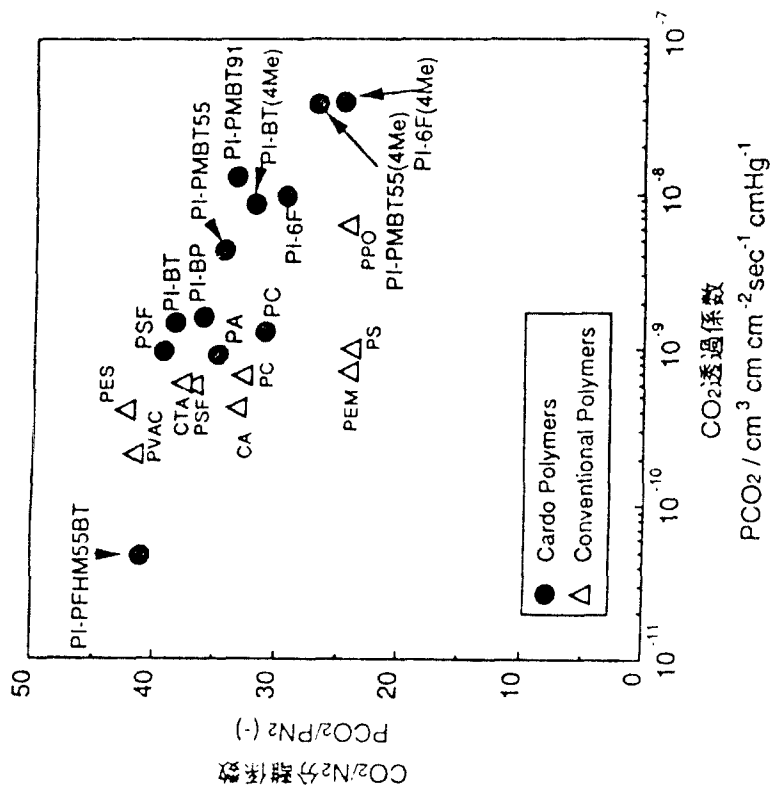 CO₂/N₂分離係数
PCO₂/PN₂ (-)
50
40
30
20
10
0
PI-PFHM55BT
PES
PVAC
CTA
PSF
CA
PC
PSF
PI-BT
PI-BP
PA
PC
PI-PMBT55
PI-PMBT91
PI-BT(4Me)
PI-6F
PEM
PS
PPO
PI-PMBT55(4Me)
PI-6F(4Me)
Cardo Polymers
Conventional Polymers
10⁻¹¹
10⁻¹⁰
10⁻⁹
10⁻⁸
10⁻⁷
CO₂透過係数
PCO₂ / cm³ cm cm⁻² sec⁻¹ cmHg⁻¹